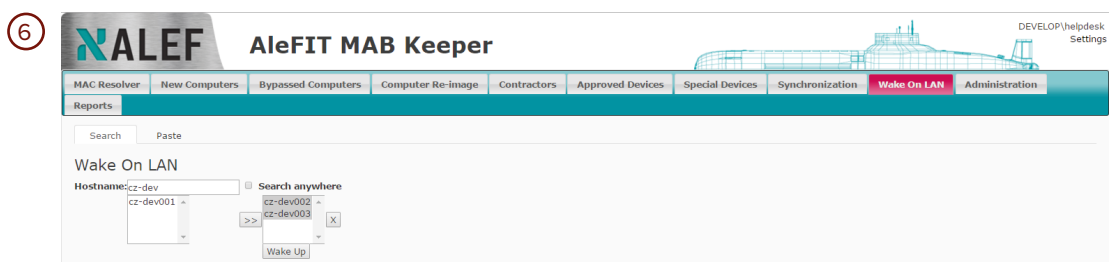 6
ALEF
AleFIT MAB Keeper
DEVELOP\helpdesk
Settings
MAC Resolver New Computers Bypassed Computers Computer Re-image Contractors Approved Devices Special Devices Synchronization Wake On LAN Administration
Reports
Search Paste
Wake On LAN
Hostname: cz-dev Search anywhere
cz-dev001 cz-dev002
>> cz-dev003 X
Wake Up